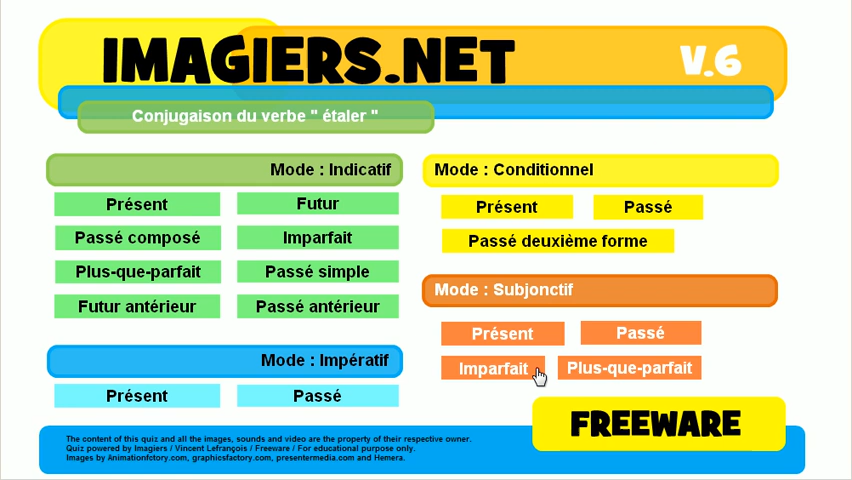 IMAGIERS.NET
V.6
Conjugaison du verbe " étaler "
Mode : Indicatif
Présent
Futur
Passé composé
Imparfait
Plus-que-parfait
Passé simple
Futur antérieur
Passé antérieur
Mode : Impératif
Présent
Passé
Mode : Conditionnel
Présent
Passé
Passé deuxième forme
Mode : Subjonctif
Présent
Passé
Imparfait
Plus-que-parfait
FREEWARE
The content of this quiz and all the images, sounds and video are the property of their respective owner.
Quiz powered by Imagiers / Vincent Lefrançois / Freeware / For educational purpose only.
Images by Animationfctory.com, graphicsfactory.com, presentermedia.com and Hemera.